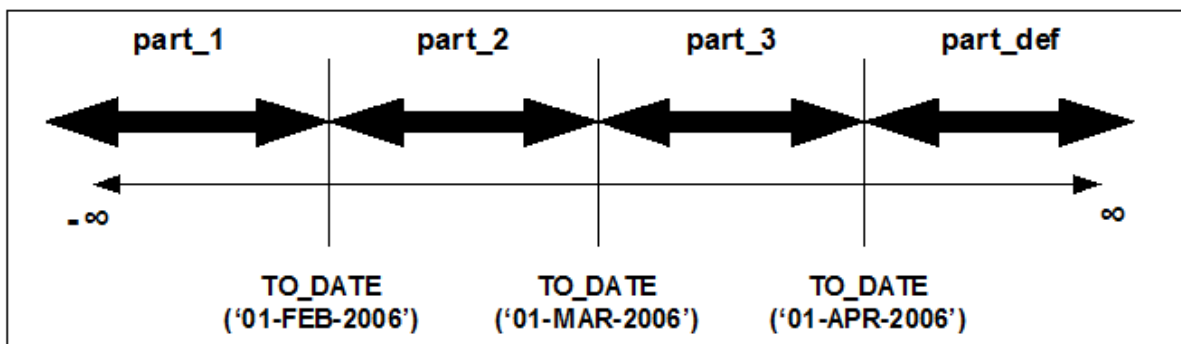 part_1 part_2 part_3 part_def
-∞ ∞
TO_DATE TO_DATE TO_DATE
(‘01-FEB-2006’) (‘01-MAR-2006’) (‘01-APR-2006’)